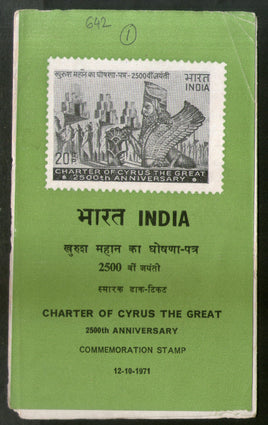 642
1
खुरुश महान का घोषणा-पत्र - 2500 वीं जयंती
भारत
INDIA
20 P
CHARTER OF CYRUS THE GREAT
2500th ANNIVERSARY
भारत INDIA
खुरुश महान का घोषणा-पत्र
2500 वीं जयंती
स्मारक डाक-टिकट
CHARTER OF CYRUS THE GREAT
2500th ANNIVERSARY
COMMEMORATION STAMP
12-10-1971